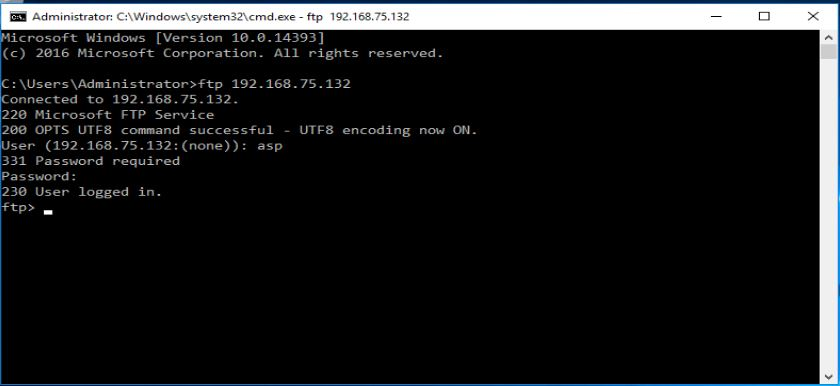 Administrator: C:\Windows\system32\cmd.exe - ftp 192.168.75.132
Microsoft Windows [Version 10.0.14393]
(c) 2016 Microsoft Corporation. All rights reserved.
C:\Users\Administrator>ftp 192.168.75.132
Connected to 192.168.75.132.
220 Microsoft FTP Service
200 OPTS UTF8 command successful - UTF8 encoding now ON.
User (192.168.75.132:(none)): asp
331 Password required
Password:
230 User logged in.
ftp>